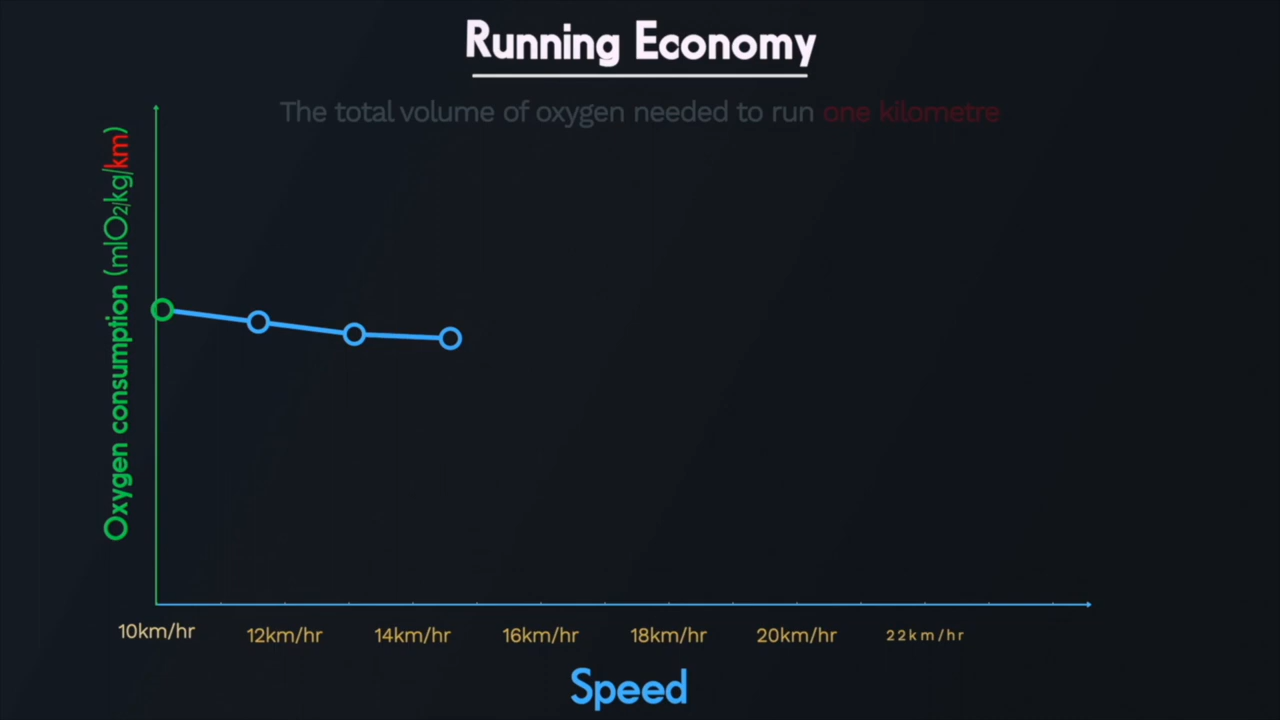 Running Economy
The total volume of oxygen needed to run one kilometre
Oxygen consumption (mlO2/kg/km)
10km/hr
12km/hr
14km/hr
16km/hr
18km/hr
20km/hr
22km/hr
Speed